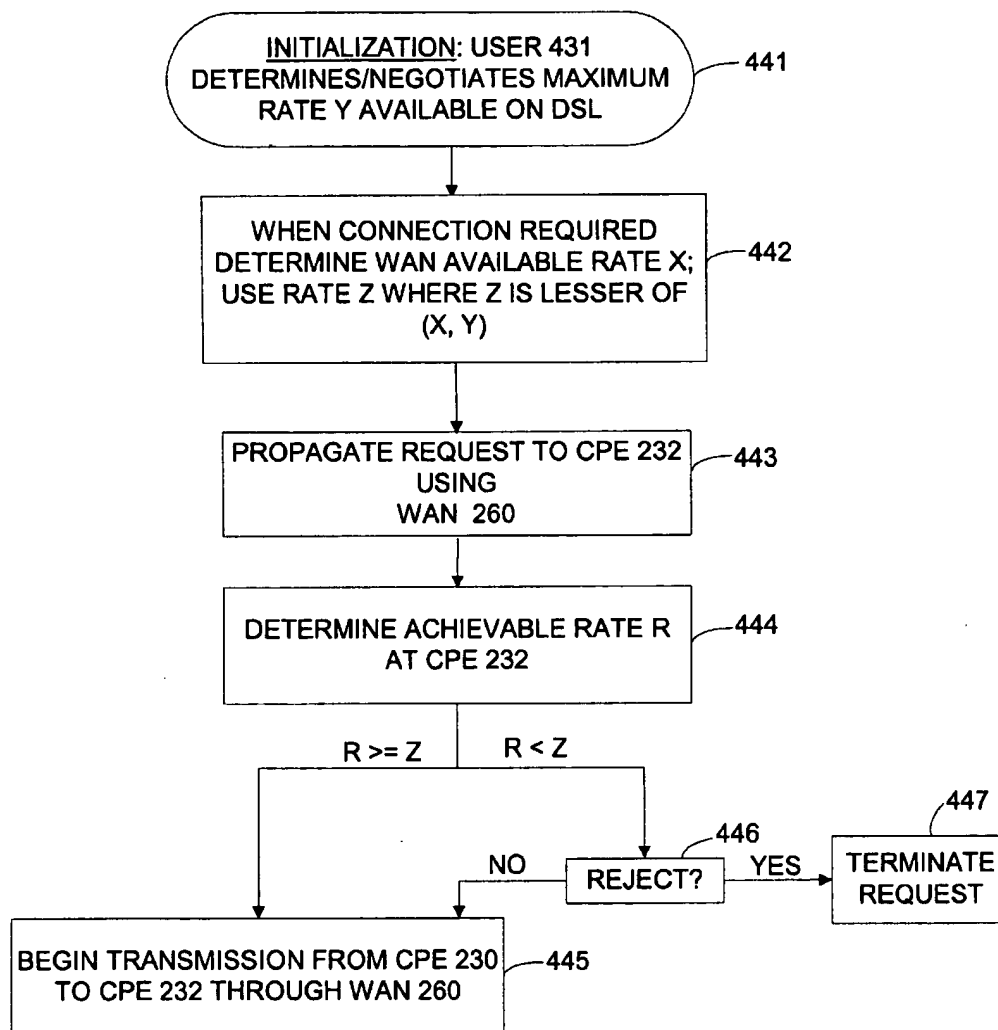 INITIALIZATION: USER 431
DETERMINES/NEGOTIATES MAXIMUM
RATE Y AVAILABLE ON DSL
441
WHEN CONNECTION REQUIRED
DETERMINE WAN AVAILABLE RATE X;
USE RATE Z WHERE Z IS LESSER OF
(X, Y)
442
PROPAGATE REQUEST TO CPE 232
USING
WAN 260
443
DETERMINE ACHIEVABLE RATE R
AT CPE 232
444
R >= Z
R < Z
446
REJECT?
NO
YES
447
TERMINATE
REQUEST
BEGIN TRANSMISSION FROM CPE 230
TO CPE 232 THROUGH WAN 260
445